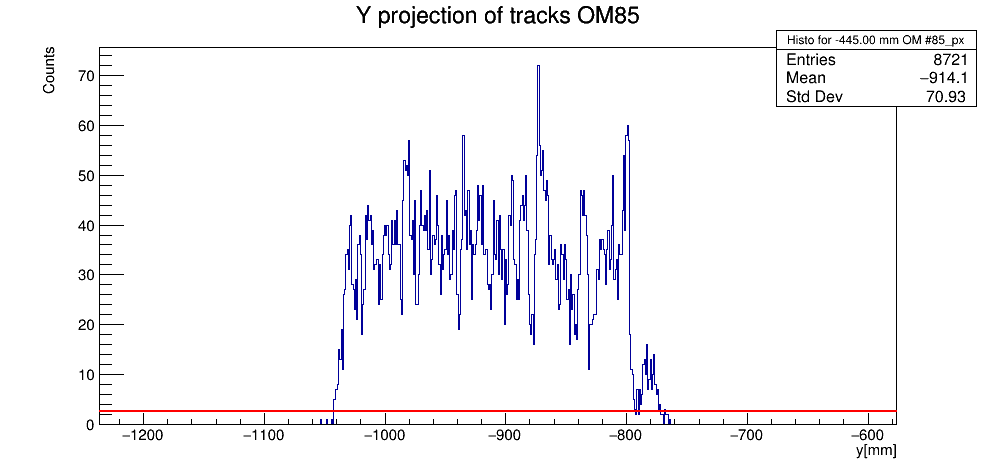 Y projection of tracks OM85
Histo for -445.00 mm OM #85_px
Entries 8721
Mean −914.1
Std Dev 70.93
Counts
70
60
50
40
30
20
10
0
−1200 −1100 −1000 −900 −800 −700 −600
y[mm]